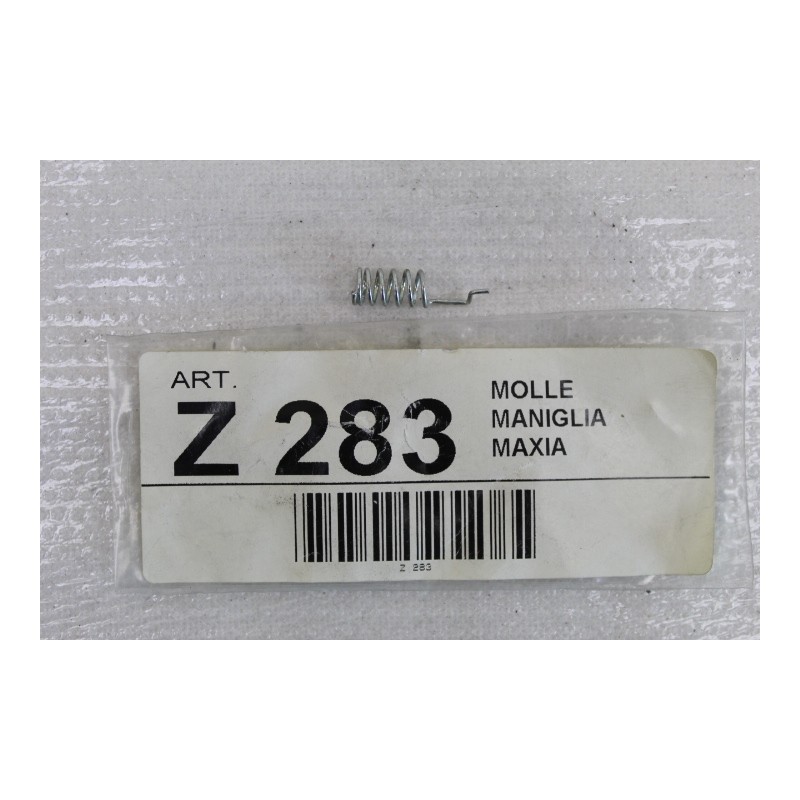 ART.
Z 283
MOLLE
MANIGLIA
MAXIA
Z 283